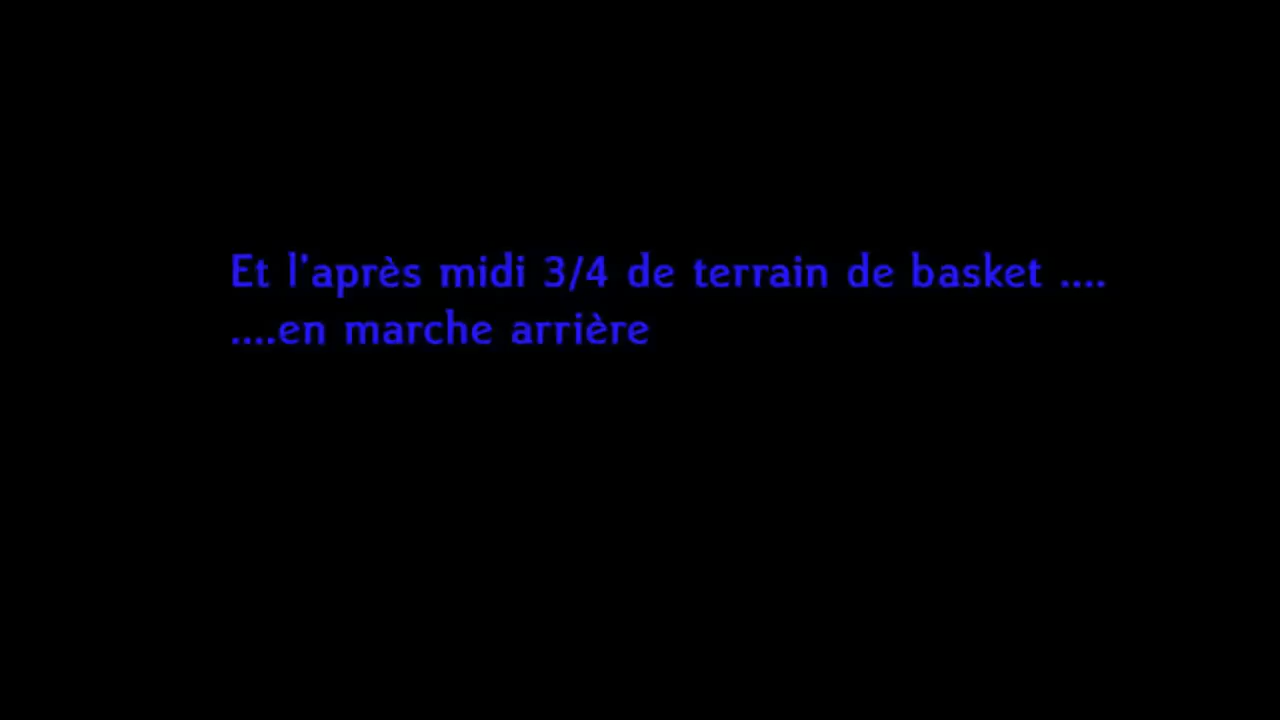 Et l'après midi 3/4 de terrain de basket ....
....en marche arrière